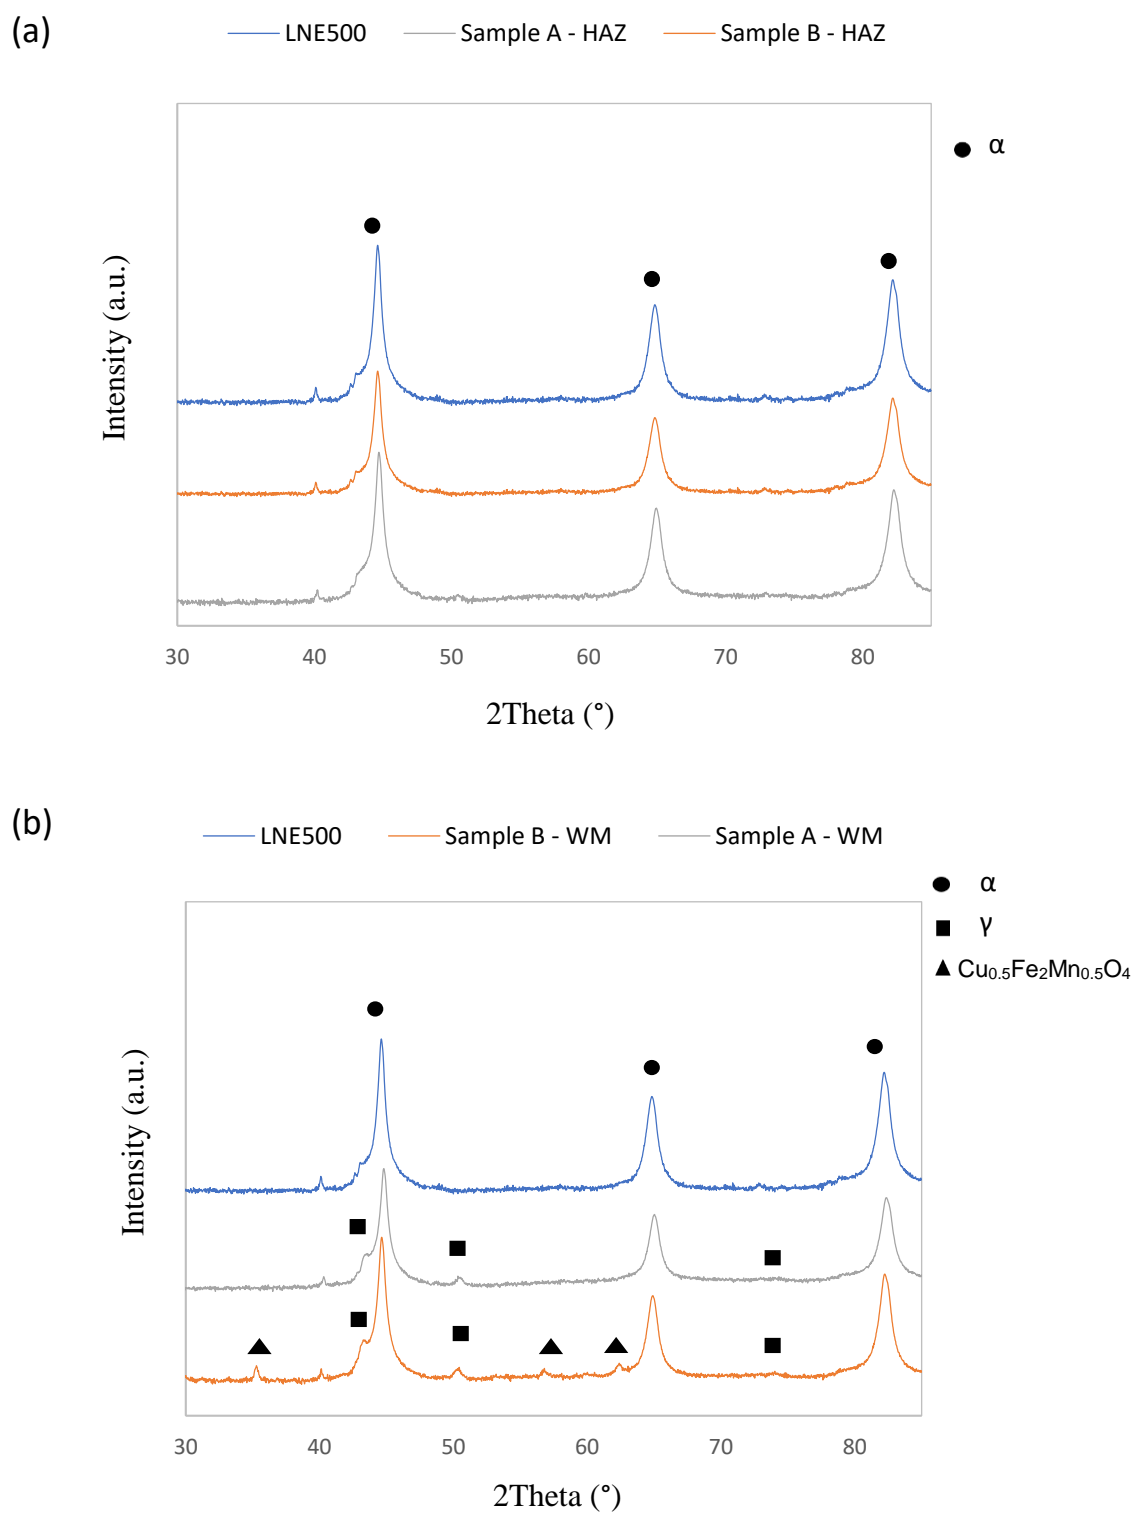 (a)
LNE500 Sample A - HAZ Sample B - HAZ
α
Intensity (a.u.)
30 40 50 60 70 80
2Theta (°)
(b)
LNE500 Sample B - WM Sample A - WM
α
γ
Cu₀.₅Fe₂Mn₀.₅O₄
Intensity (a.u.)
30 40 50 60 70 80
2Theta (°)